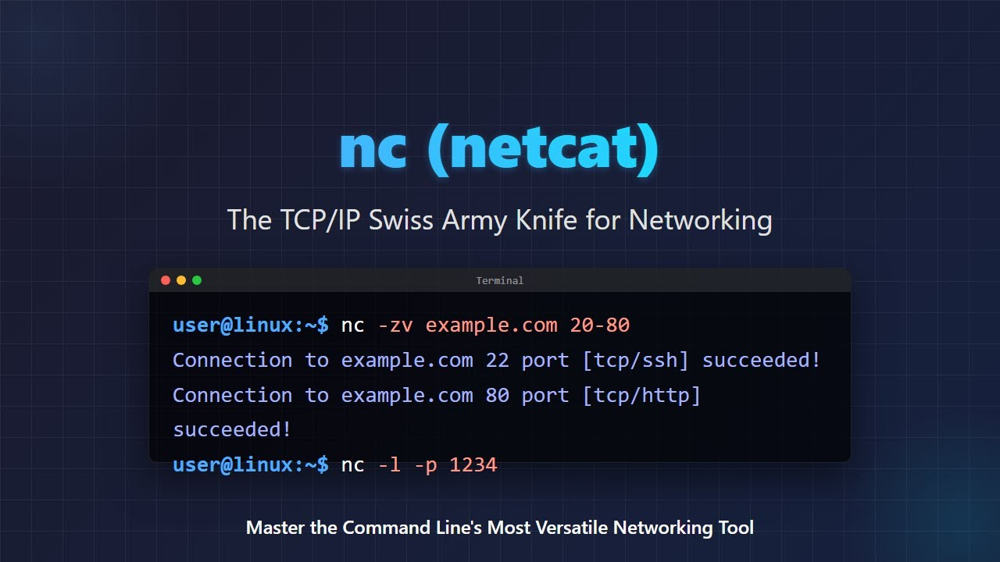 nc (netcat)
The TCP/IP Swiss Army Knife for Networking
Terminal
user@linux:~$ nc -zv example.com 20-80
Connection to example.com 22 port [tcp/ssh] succeeded!
Connection to example.com 80 port [tcp/http]
succeeded!
user@linux:~$ nc -l -p 1234
Master the Command Line's Most Versatile Networking Tool